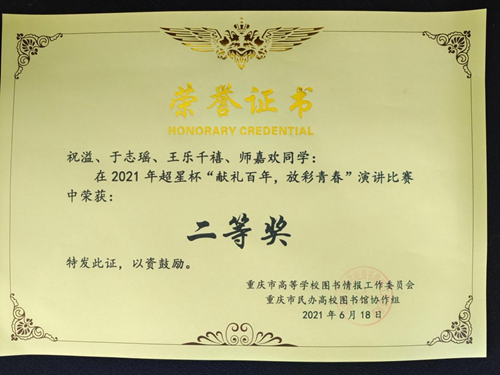 荣誉证书
HONORARY CREDENTIAL
祝溢、于志瑶、王乐千禧、师嘉欢同学：
在2021年超星杯“献礼百年，放彩青春”演讲比赛
中荣获：
二等奖
特发此证，以资鼓励。
重庆市高等学校图书情报工作委员会
重庆市民办高校图书馆协作组
2021年6月18日